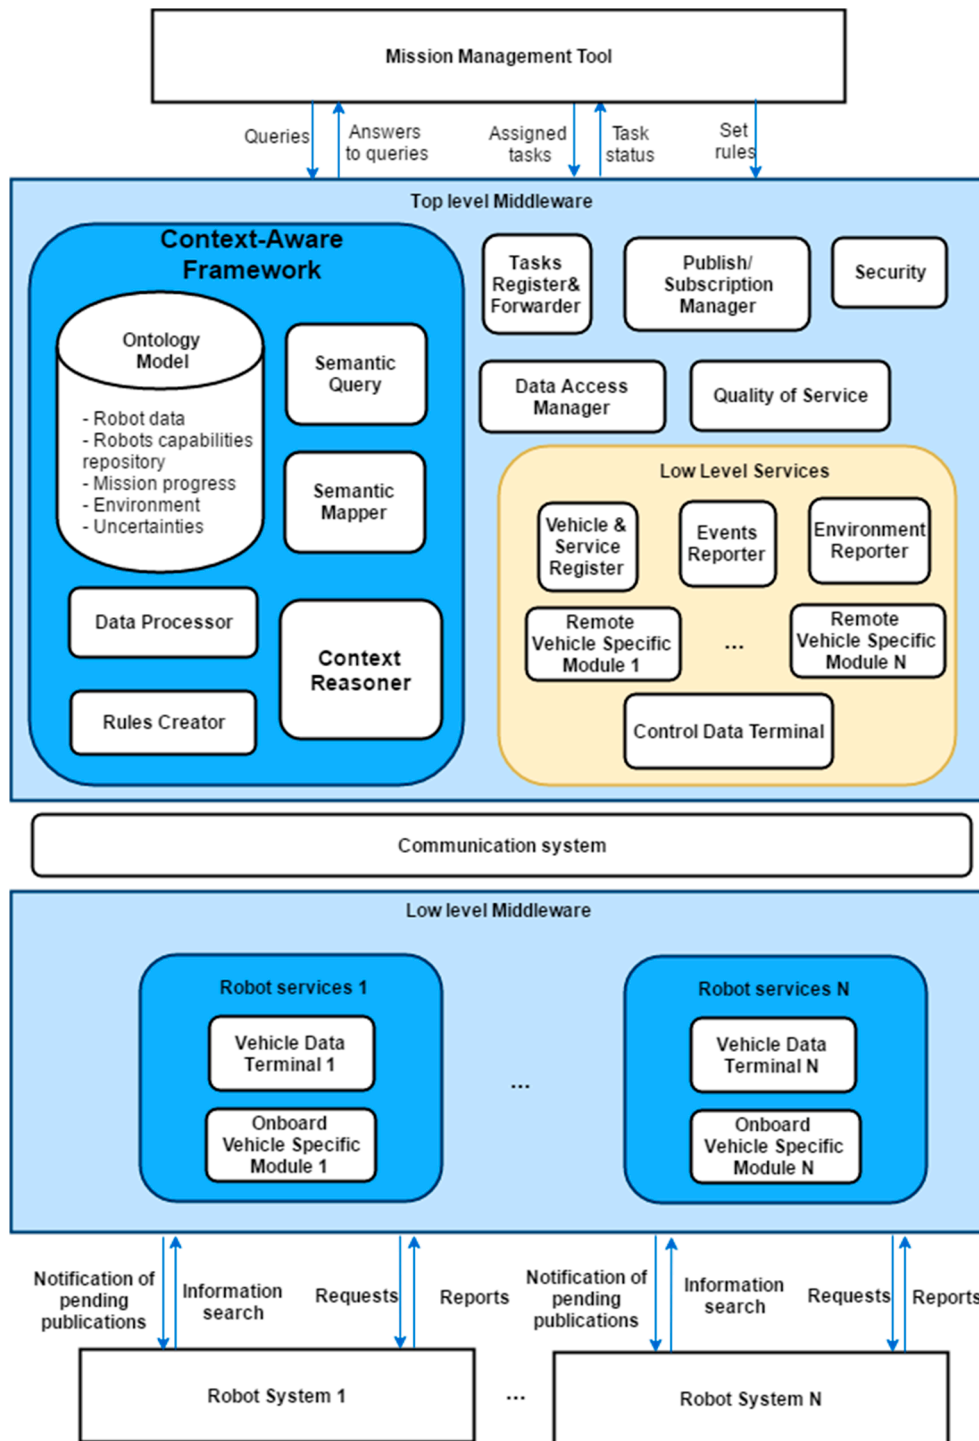 Mission Management Tool
Queries
Answers
to queries
Assigned
tasks
Task
status
Set
rules
Top level Middleware
Context-Aware
Framework
Ontology
Model
- Robot data
- Robots capabilities
repository
- Mission progress
- Environment
- Uncertainties
Semantic
Query
Semantic
Mapper
Data Processor
Context
Reasoner
Rules Creator
Tasks
Register&
Forwarder
Publish/
Subscription
Manager
Security
Data Access
Manager
Quality of Service
Low Level Services
Vehicle &
Service
Register
Events
Reporter
Environment
Reporter
Remote
Vehicle Specific
Module 1
...
Remote
Vehicle Specific
Module N
Control Data Terminal
Communication system
Low level Middleware
Robot services 1
Vehicle Data
Terminal 1
Onboard
Vehicle Specific
Module 1
...
Robot services N
Vehicle Data
Terminal N
Onboard
Vehicle Specific
Module N
Notification of
pending
publications
Information
search
Requests
Reports
Notification of
pending
publications
Information
search
Requests
Reports
Robot System 1
...
Robot System N